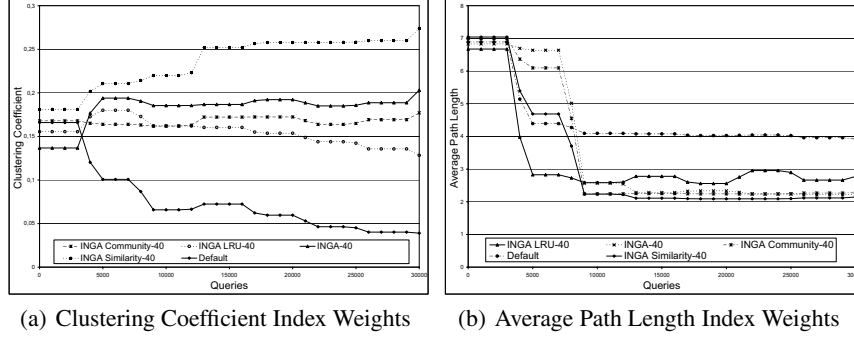 0,3
0,25
0,2
0,15
0,1
0,05
0
Clustering Coefficient
0 5000 10000 15000 20000 25000 30000
Queries
INGA Community-40 INGA LRU-40 INGA-40
INGA Similarity-40 Default
(a) Clustering Coefficient Index Weights
8
7
6
5
4
3
2
1
0
Average Path Length
0 5000 10000 15000 20000 25000 3000
Queries
INGA LRU-40 INGA-40 INGA Community-40
Default INGA Similarity-40
(b) Average Path Length Index Weights